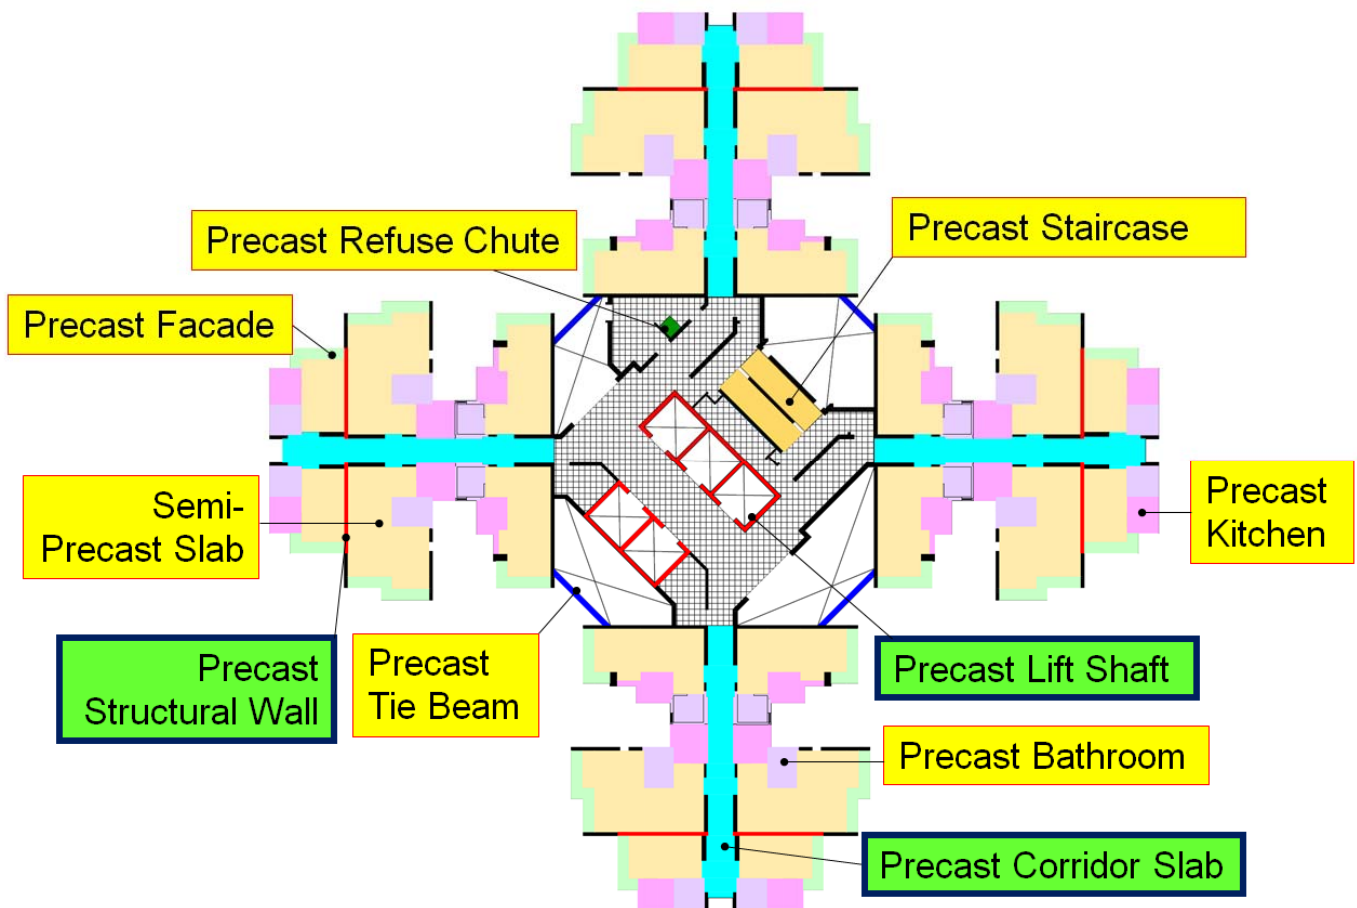 Precast Refuse Chute
Precast Staircase
Precast Facade
Semi-
Precast Slab
Precast
Kitchen
Precast
Structural Wall
Precast
Tie Beam
Precast Lift Shaft
Precast Bathroom
Precast Corridor Slab